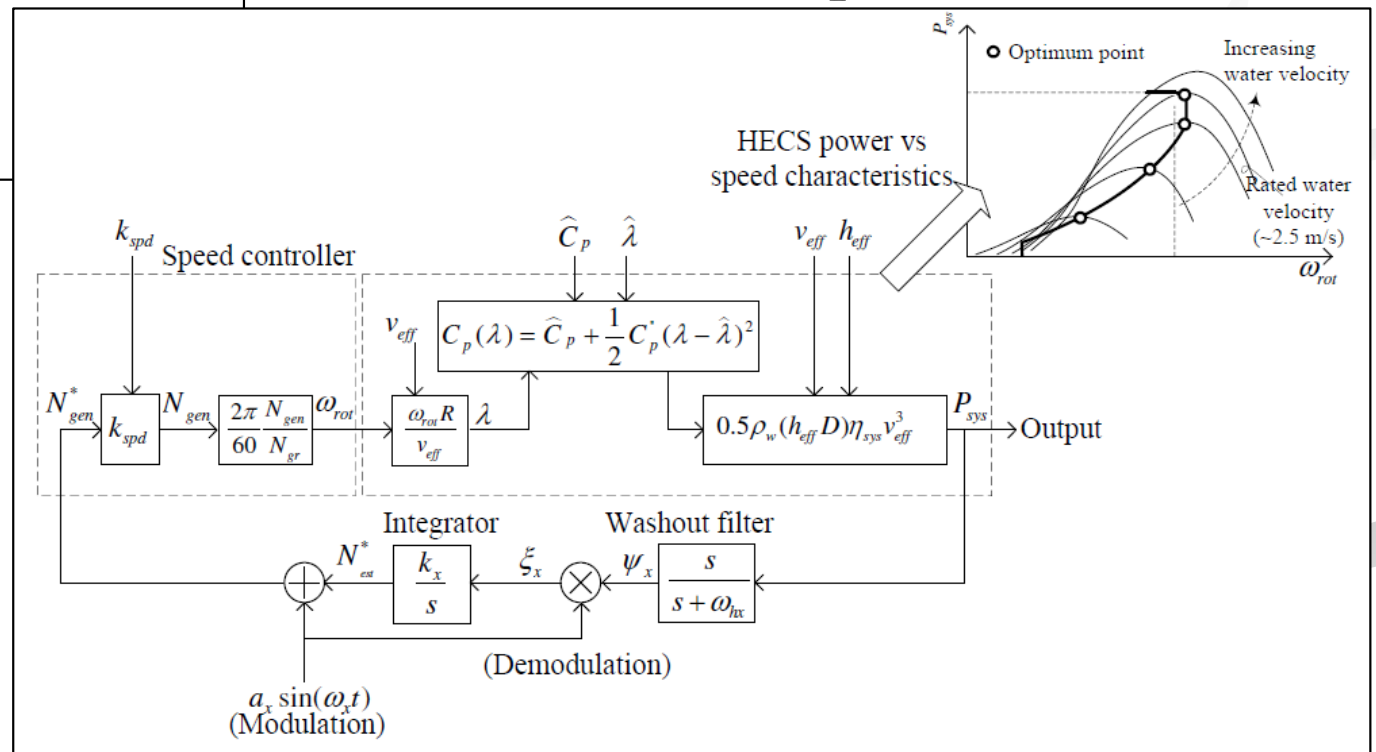 P_sys
Optimum point
Increasing
water velocity
HECS power vs
speed characteristics
Rated water
velocity
(~2.5 m/s)
ω_rot
k_spd
Speed controller
Ĉ_p λ̂
v_eff h_eff
v_eff
C_p(λ) = Ĉ_p + 1/2 C_p^″(λ − λ̂)^2
N*_gen
k_spd
N_gen
2π/60 N_gen/N_gr
ω_rot
ω_rot R / v_eff
λ
0.5ρ_w(h_eff D)η_sys v_eff^3
P_sys
Output
Integrator
Washout filter
N*_est
k_x / s
ξ_x
ψ_x
s / (s + ω_hx)
(Demodulation)
a_x sin(ω_x t)
(Modulation)